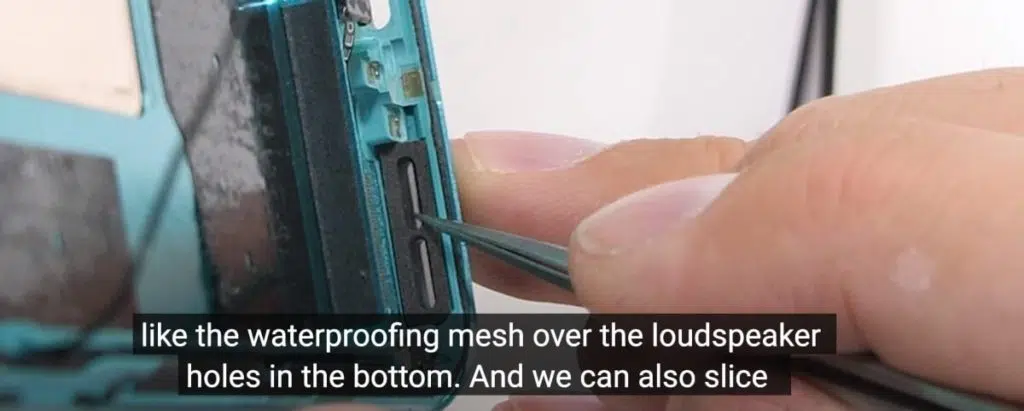 like the waterproofing mesh over the loudspeaker
holes in the bottom. And we can also slice